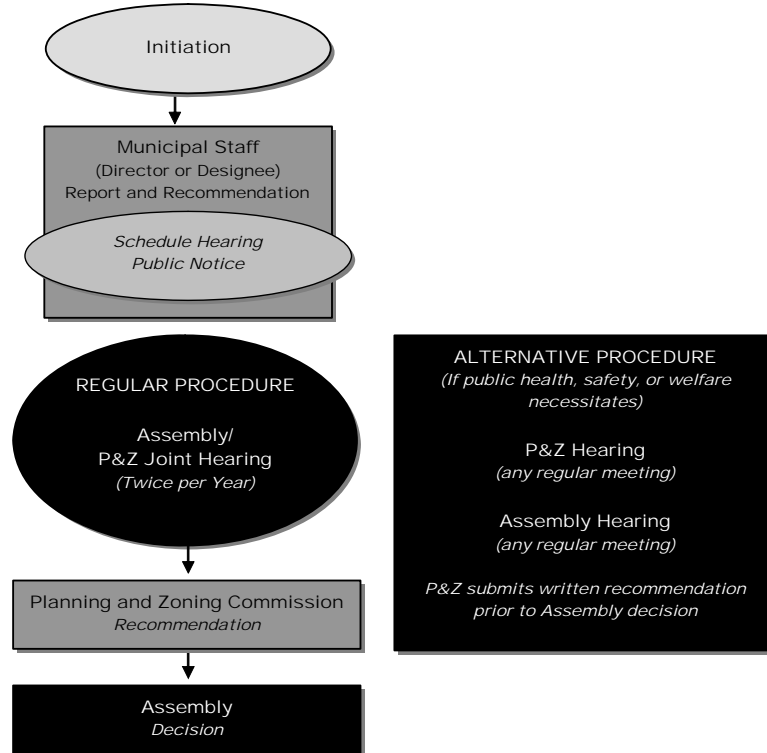 Initiation
Municipal Staff
(Director or Designee)
Report and Recommendation
Schedule Hearing
Public Notice
REGULAR PROCEDURE
Assembly/
P&Z Joint Hearing
(Twice per Year)
Planning and Zoning Commission
Recommendation
Assembly
Decision
ALTERNATIVE PROCEDURE
(If public health, safety, or welfare
necessitates)
P&Z Hearing
(any regular meeting)
Assembly Hearing
(any regular meeting)
P&Z submits written recommendation
prior to Assembly decision